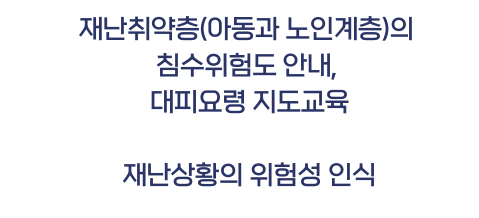 재난취약층(아동과 노인계층)의
침수위험도 안내,
대피요령 지도교육
재난상황의 위험성 인식